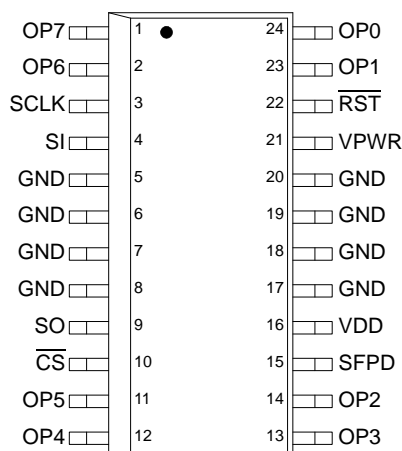 OP7 1 24 OP0
OP6 2 23 OP1
SCLK 3 22 R̅S̅T̅
SI 4 21 VPWR
GND 5 20 GND
GND 6 19 GND
GND 7 18 GND
GND 8 17 GND
SO 9 16 VDD
C̅S̅ 10 15 SFPD
OP5 11 14 OP2
OP4 12 13 OP3